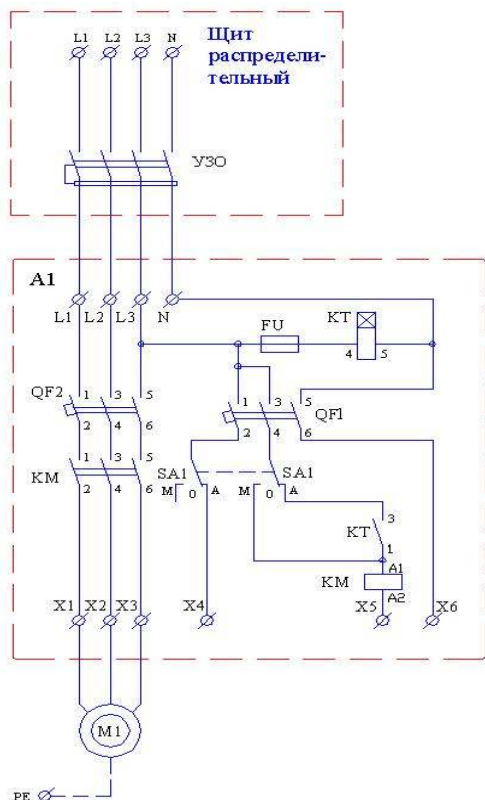 L1 L2 L3 N
Щит
распредели-
тельный
УЗО
A1
L1 L2 L3 N
FU KT
4 5
QF2
1 3 5
2 4 6
1 3 5
2 4 6
QF1
KM
1 3 5
2 4 6
SA1 SA1
M 0 A M 0 A
KT
3
1
KM
A1
A2
X1 X2 X3 X4 X5 X6
M1
PE